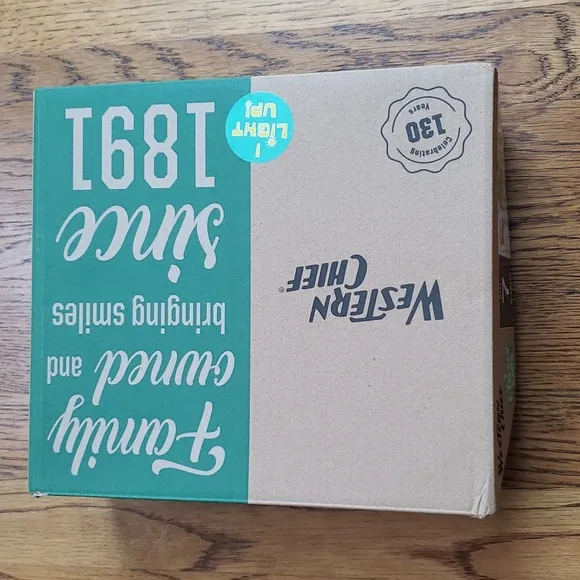 Family
owned and
bringing smiles
since
1891
I LiGHT
UP!
WESTERN
CHIEF®
Celebrating
130
Years